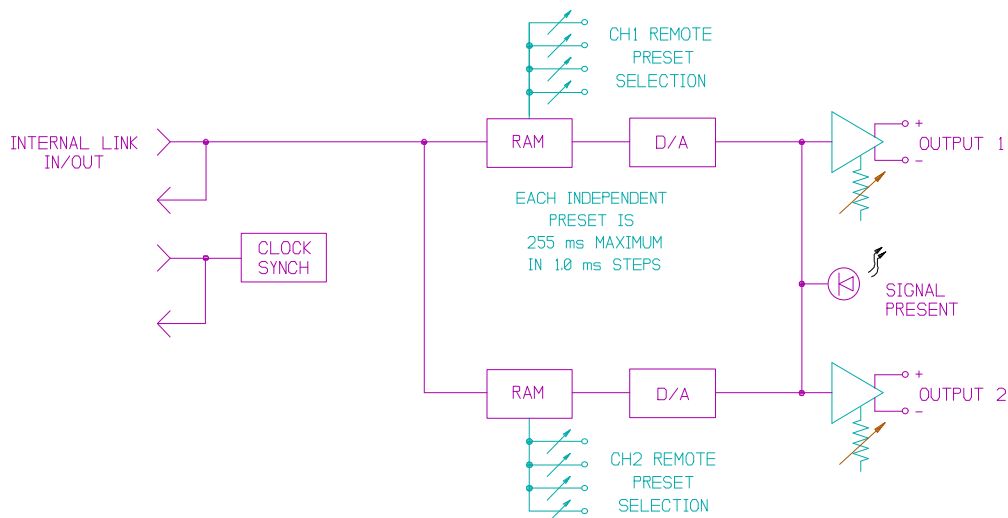 CH1 REMOTE
PRESET
SELECTION
INTERNAL LINK
IN/OUT
RAM
D/A
+
OUTPUT 1
-
EACH INDEPENDENT
PRESET IS
255 ms MAXIMUM
IN 1.0 ms STEPS
CLOCK
SYNCH
SIGNAL
PRESENT
RAM
D/A
+
OUTPUT 2
-
CH2 REMOTE
PRESET
SELECTION